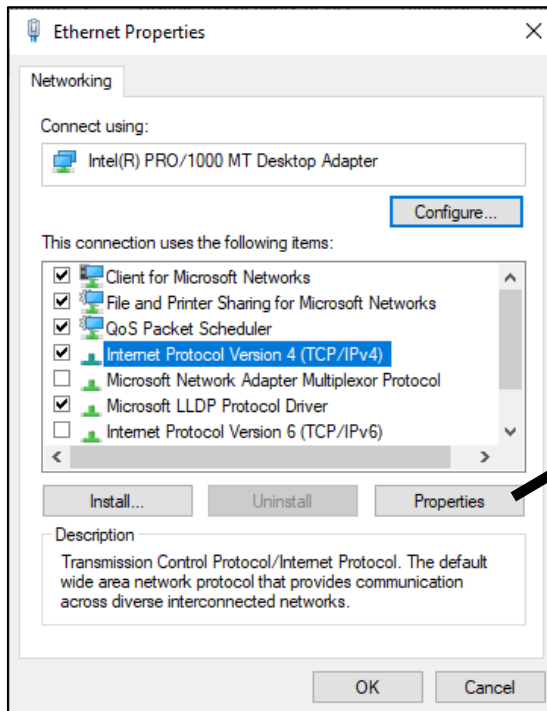 Ethernet Properties
Networking
Connect using:
Intel(R) PRO/1000 MT Desktop Adapter
Configure...
This connection uses the following items:
Client for Microsoft Networks
File and Printer Sharing for Microsoft Networks
QoS Packet Scheduler
Internet Protocol Version 4 (TCP/IPv4)
Microsoft Network Adapter Multiplexor Protocol
Microsoft LLDP Protocol Driver
Internet Protocol Version 6 (TCP/IPv6)
Install... Uninstall Properties
Description
Transmission Control Protocol/Internet Protocol. The default
wide area network protocol that provides communication
across diverse interconnected networks.
OK Cancel